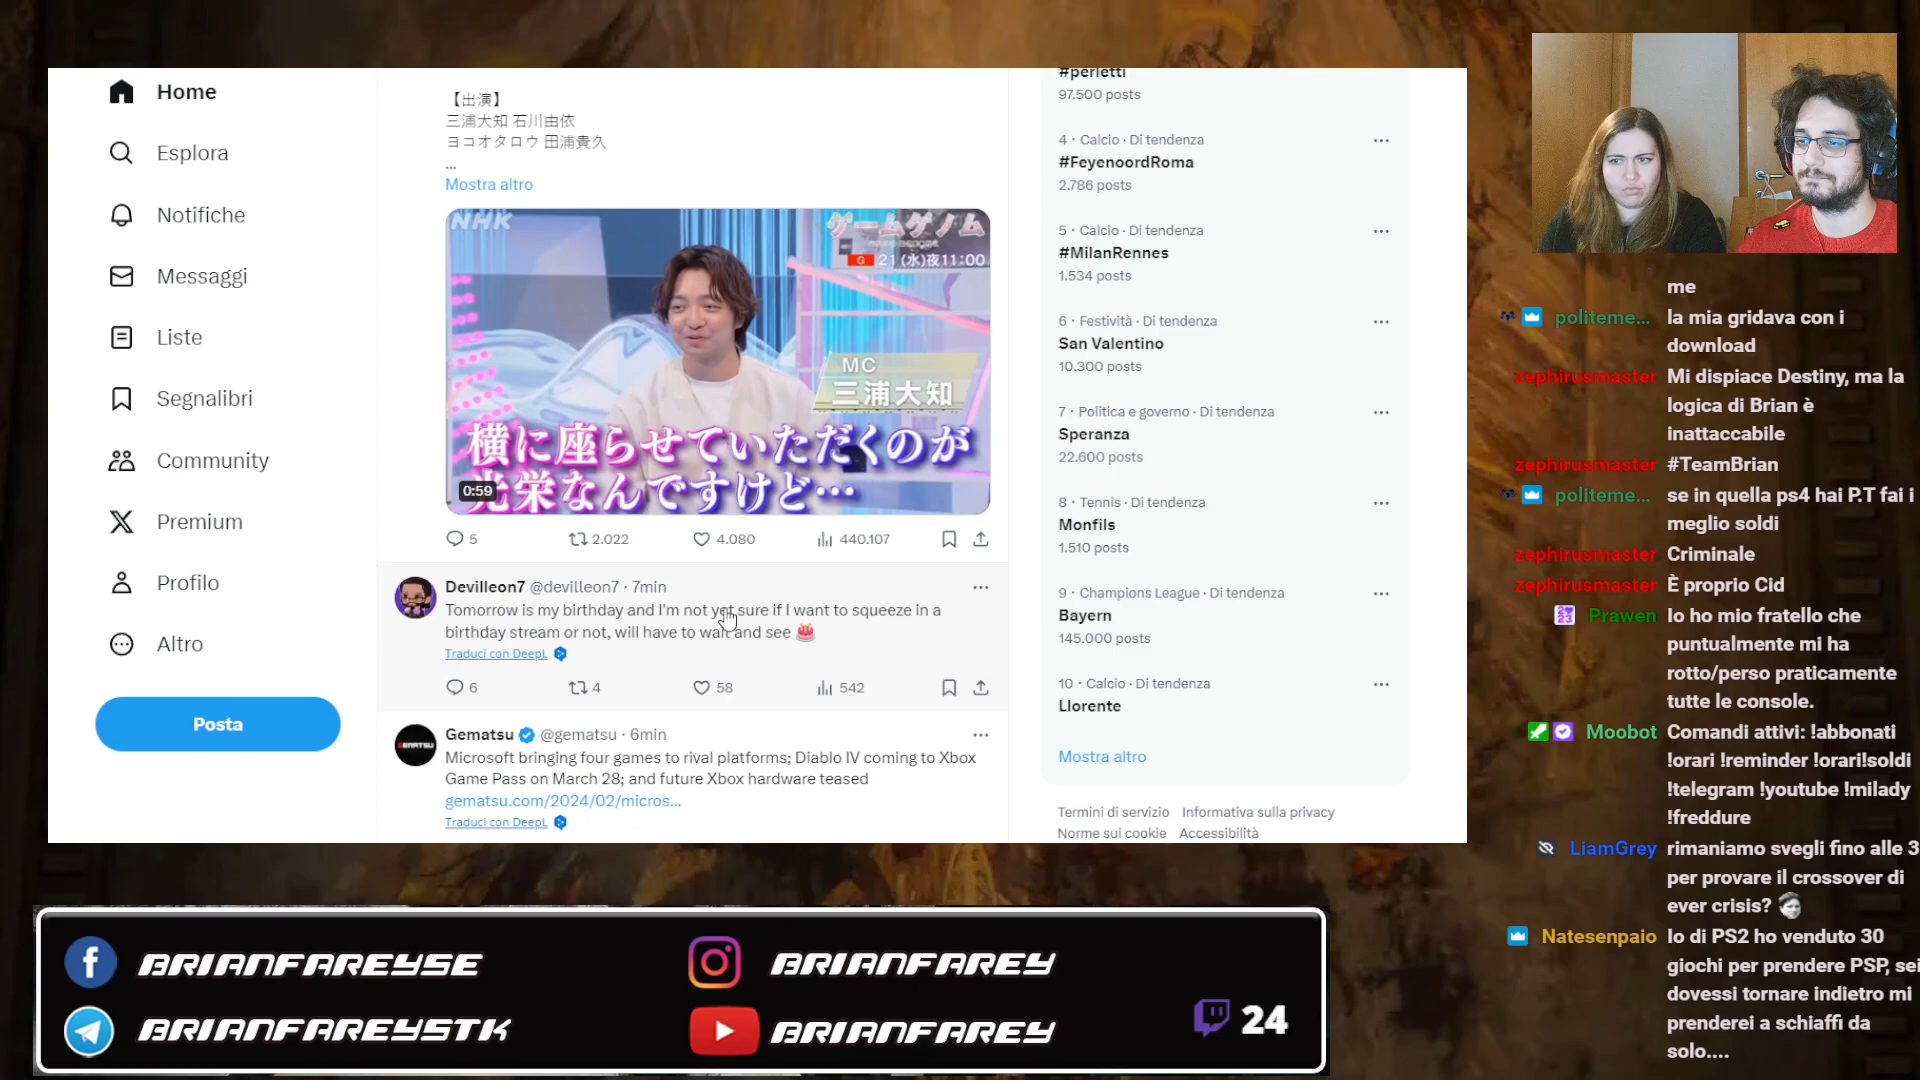 Home
Esplora
Notifiche
Messaggi
Liste
Segnalibri
Community
Premium
Profilo
Altro
Posta
【出演】
三浦大知 石川由依
ヨコオタロウ 田浦貴久
...
Mostra altro
NHK
ゲームゲノム
G 21(水)夜11:00
MC
三浦大知
横に座らせていただくのが
光栄なんですけど…
0:59
5 2.022 4.080 440.107
Devilleon7 @devilleon7 · 7min
Tomorrow is my birthday and I'm not yet sure if I want to squeeze in a
birthday stream or not, will have to wait and see
Traduci con DeepL
6 4 58 542
GEMATSU
Gematsu @gematsu · 6min
Microsoft bringing four games to rival platforms; Diablo IV coming to Xbox
Game Pass on March 28; and future Xbox hardware teased
gematsu.com/2024/02/micros...
Traduci con DeepL
#perletti
97.500 posts
4 · Calcio · Di tendenza
#FeyenoordRoma
2.786 posts
5 · Calcio · Di tendenza
#MilanRennes
1.534 posts
6 · Festività · Di tendenza
San Valentino
10.300 posts
7 · Politica e governo · Di tendenza
Speranza
22.600 posts
8 · Tennis · Di tendenza
Monfils
1.510 posts
9 · Champions League · Di tendenza
Bayern
145.000 posts
10 · Calcio · Di tendenza
Llorente
Mostra altro
Termini di servizio Informativa sulla privacy
Norme sui cookie Accessibilità
me
politeme... la mia gridava con i
download
zephirusmaster Mi dispiace Destiny, ma la
logica di Brian è
inattaccabile
zephirusmaster #TeamBrian
politeme... se in quella ps4 hai P.T fai i
meglio soldi
zephirusmaster Criminale
zephirusmaster È proprio Cid
Prawen Io ho mio fratello che
puntualmente mi ha
rotto/perso praticamente
tutte le console.
Moobot Comandi attivi: !abbonati
!orari !reminder !orari!soldi
!telegram !youtube !milady
!freddure
LiamGrey rimaniamo svegli fino alle 3
per provare il crossover di
ever crisis?
Natesenpaio Io di PS2 ho venduto 30
giochi per prendere PSP, sei
dovessi tornare indietro mi
prenderei a schiaffi da
solo....
BRIANFAREYSE
BRIANFAREY
BRIANFAREYSTK
BRIANFAREY
24